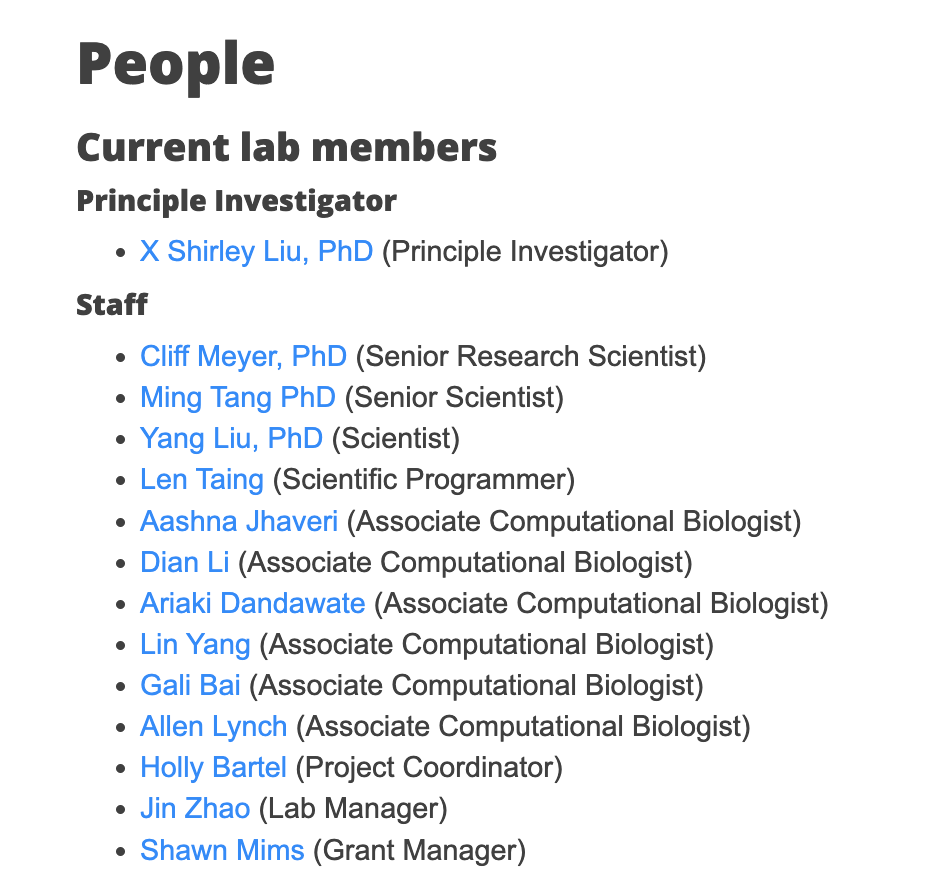 People
Current lab members
Principle Investigator
• X Shirley Liu, PhD (Principle Investigator)
Staff
• Cliff Meyer, PhD (Senior Research Scientist)
• Ming Tang PhD (Senior Scientist)
• Yang Liu, PhD (Scientist)
• Len Taing (Scientific Programmer)
• Aashna Jhaveri (Associate Computational Biologist)
• Dian Li (Associate Computational Biologist)
• Ariaki Dandawate (Associate Computational Biologist)
• Lin Yang (Associate Computational Biologist)
• Gali Bai (Associate Computational Biologist)
• Allen Lynch (Associate Computational Biologist)
• Holly Bartel (Project Coordinator)
• Jin Zhao (Lab Manager)
• Shawn Mims (Grant Manager)